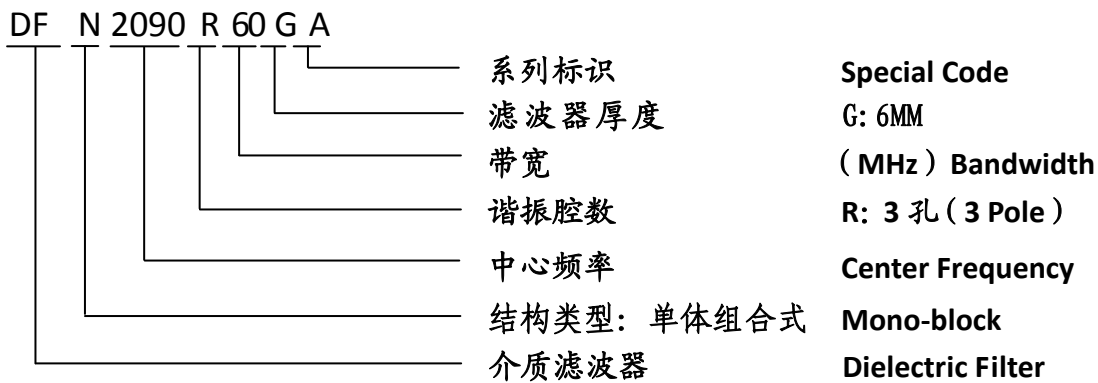 DF N 2090 R 60 G A
系列标识 Special Code
滤波器厚度 G: 6MM
带宽 （MHz）Bandwidth
谐振腔数 R: 3孔（3 Pole）
中心频率 Center Frequency
结构类型: 单体组合式 Mono-block
介质滤波器 Dielectric Filter